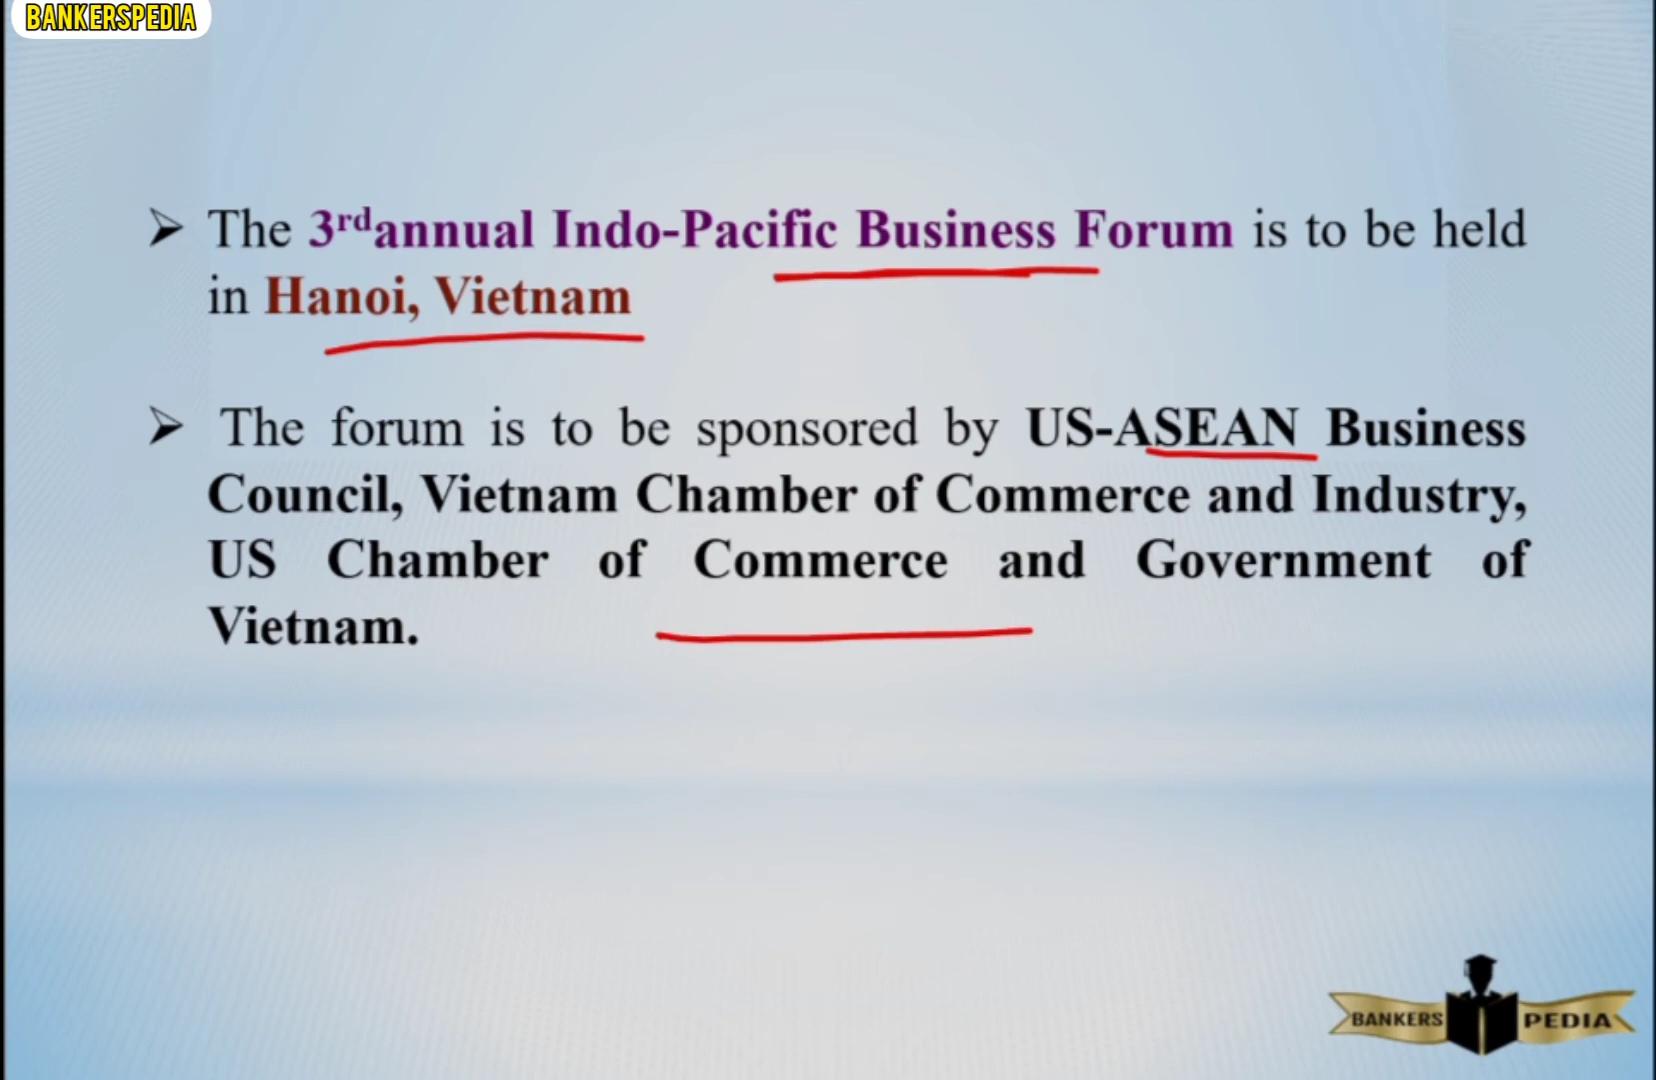 BANKERSPEDIA
➢ The 3rdannual Indo-Pacific Business Forum is to be held
in Hanoi, Vietnam
➢ The forum is to be sponsored by US-ASEAN Business
Council, Vietnam Chamber of Commerce and Industry,
US Chamber of Commerce and Government of
Vietnam.
BANKERS PEDIA